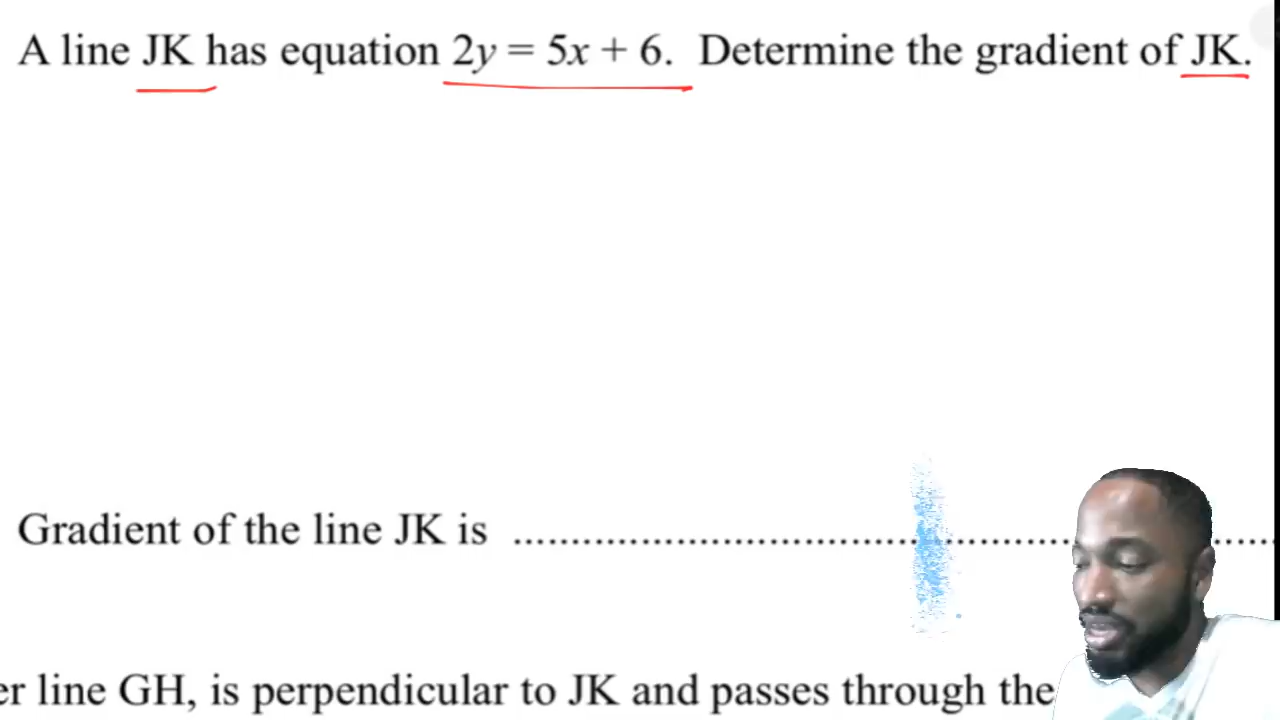 A line JK has equation 2y = 5x + 6. Determine the gradient of JK.
Gradient of the line JK is ........................................................
line GH, is perpendicular to JK and passes through the